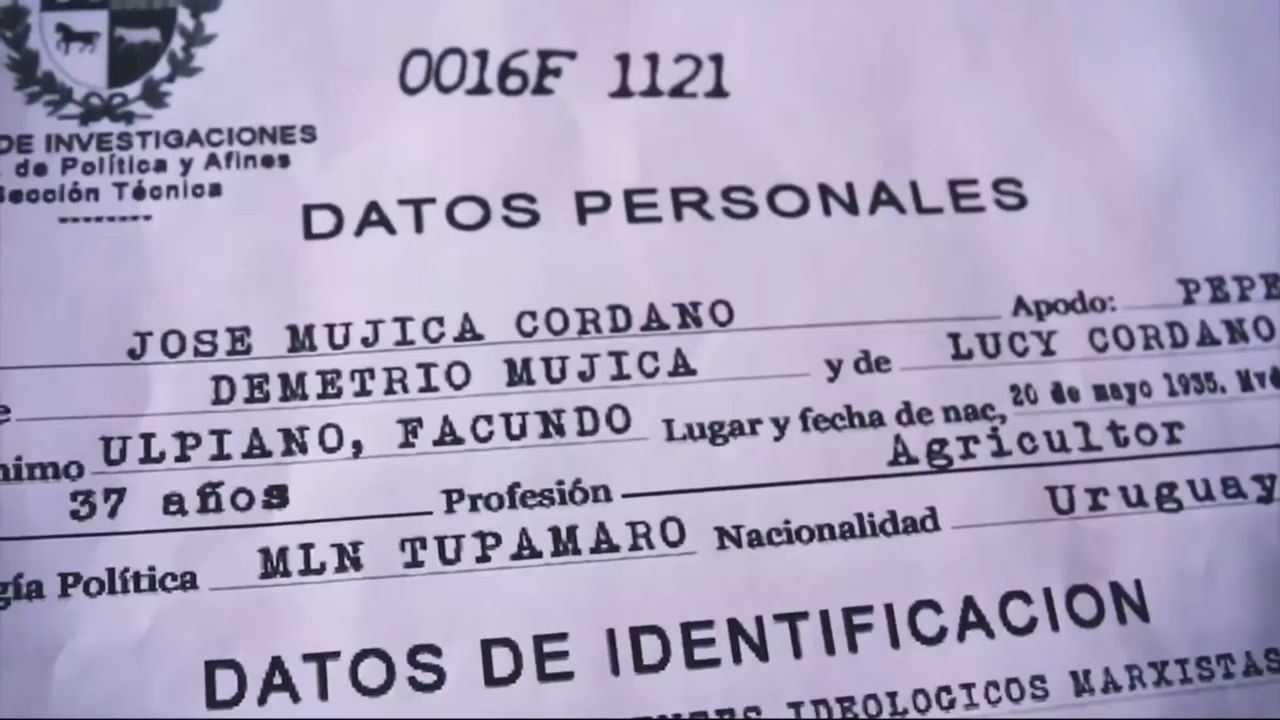 0016F 1121
DE INVESTIGACIONES
de Política y Afines
Sección Técnica
DATOS PERSONALES
JOSE MUJICA CORDANO Apodo: PEPE
DEMETRIO MUJICA y de LUCY CORDANO
ULPIANO, FACUNDO Lugar y fecha de nac, 20 de mayo 1935.
37 años Profesión Agricultor
MLN TUPAMARO Nacionalidad Uruguay
Política
DATOS DE IDENTIFICACION
IDEOLOGICOS MARXISTAS